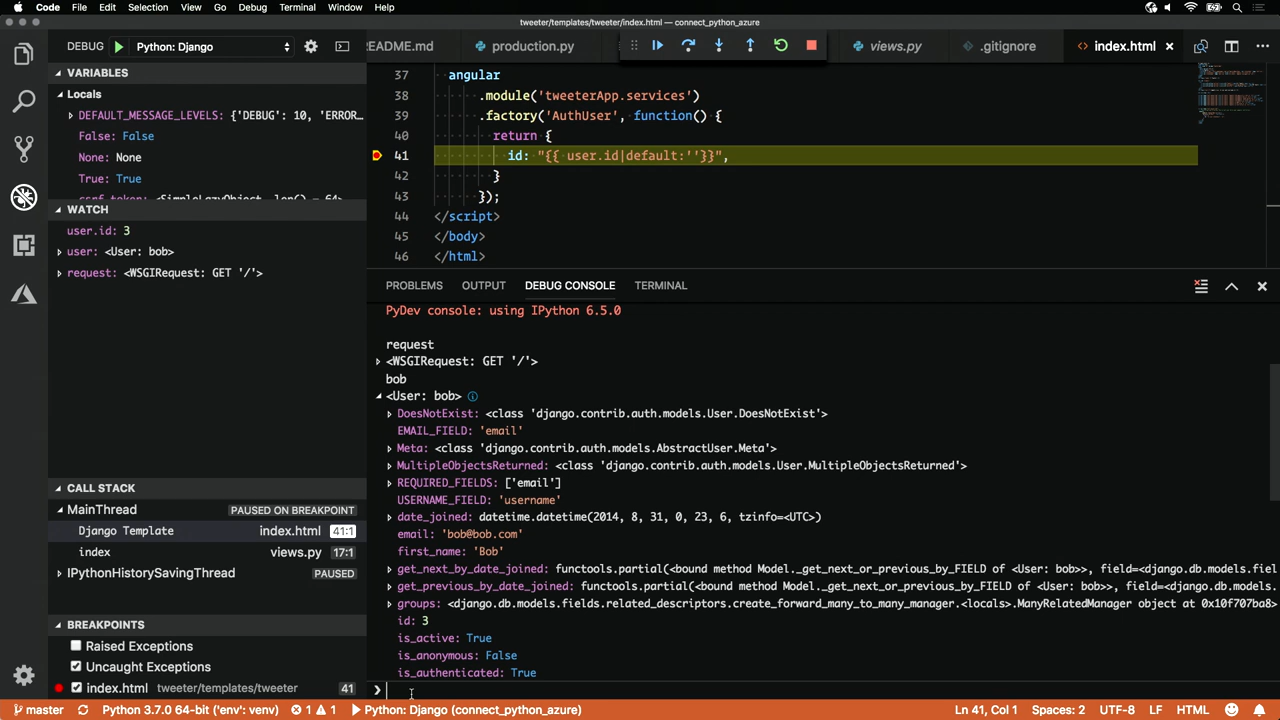 Code File Edit Selection View Go Debug Terminal Window Help
tweeter/templates/tweeter/index.html — connect_python_azure
DEBUG Python: Django
README.md production.py views.py .gitignore index.html
VARIABLES
Locals
DEFAULT_MESSAGE_LEVELS: {'DEBUG': 10, 'ERROR…
False: False
None: None
True: True
csrf_token: <SimpleLazyObject, len() = 64>
WATCH
user.id: 3
user: <User: bob>
request: <WSGIRequest: GET '/'>
CALL STACK
MainThread PAUSED ON BREAKPOINT
Django Template index.html 41:1
index views.py 17:1
IPythonHistorySavingThread PAUSED
BREAKPOINTS
Raised Exceptions
Uncaught Exceptions
index.html tweeter/templates/tweeter 41
37 angular
38 .module('tweeterApp.services')
39 .factory('AuthUser', function() {
40 return {
41 id: "{{ user.id|default:''}}",
42 }
43 });
44 </script>
45 </body>
46 </html>
PROBLEMS OUTPUT DEBUG CONSOLE TERMINAL
PyDev console: using IPython 6.5.0
request
<WSGIRequest: GET '/'>
bob
<User: bob>
DoesNotExist: <class 'django.contrib.auth.models.User.DoesNotExist'>
EMAIL_FIELD: 'email'
Meta: <class 'django.contrib.auth.models.AbstractUser.Meta'>
MultipleObjectsReturned: <class 'django.contrib.auth.models.User.MultipleObjectsReturned'>
REQUIRED_FIELDS: ['email']
USERNAME_FIELD: 'username'
date_joined: datetime.datetime(2014, 8, 31, 0, 23, 6, tzinfo=<UTC>)
email: 'bob@bob.com'
first_name: 'Bob'
get_next_by_date_joined: functools.partial(<bound method Model._get_next_or_previous_by_FIELD of <User: bob>>, field=<django.db.model
get_previous_by_date_joined: functools.partial(<bound method Model._get_next_or_previous_by_FIELD of <User: bob>>, field=<django.db.m
groups: <django.db.models.fields.related_descriptors.create_forward_many_to_many_manager.<locals>.ManyRelatedManager object at 0x10f707ba8>
id: 3
is_active: True
is_anonymous: False
is_authenticated: True
master Python 3.7.0 64-bit ('env': venv) 1 1 Python: Django (connect_python_azure) Ln 41, Col 1 Spaces: 2 UTF-8 LF HTML